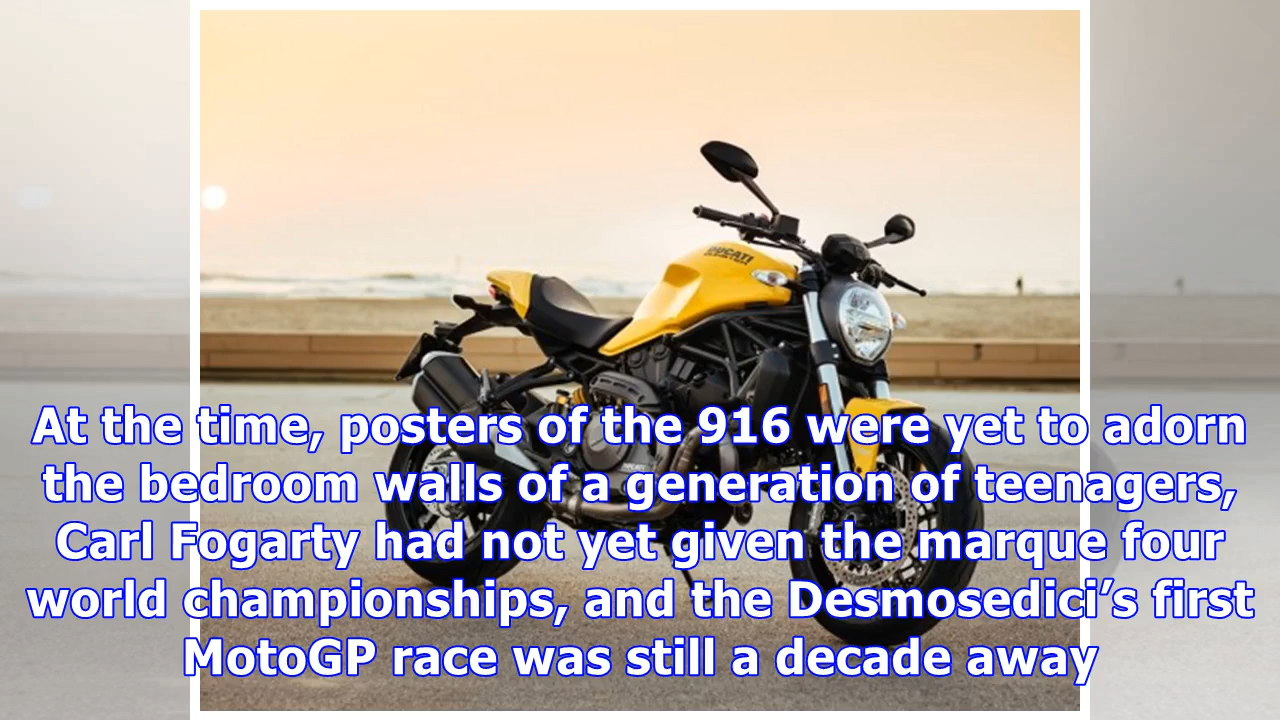 DUCATI
At the time, posters of the 916 were yet to adorn
the bedroom walls of a generation of teenagers,
Carl Fogarty had not yet given the marque four
world championships, and the Desmosedici’s first
MotoGP race was still a decade away